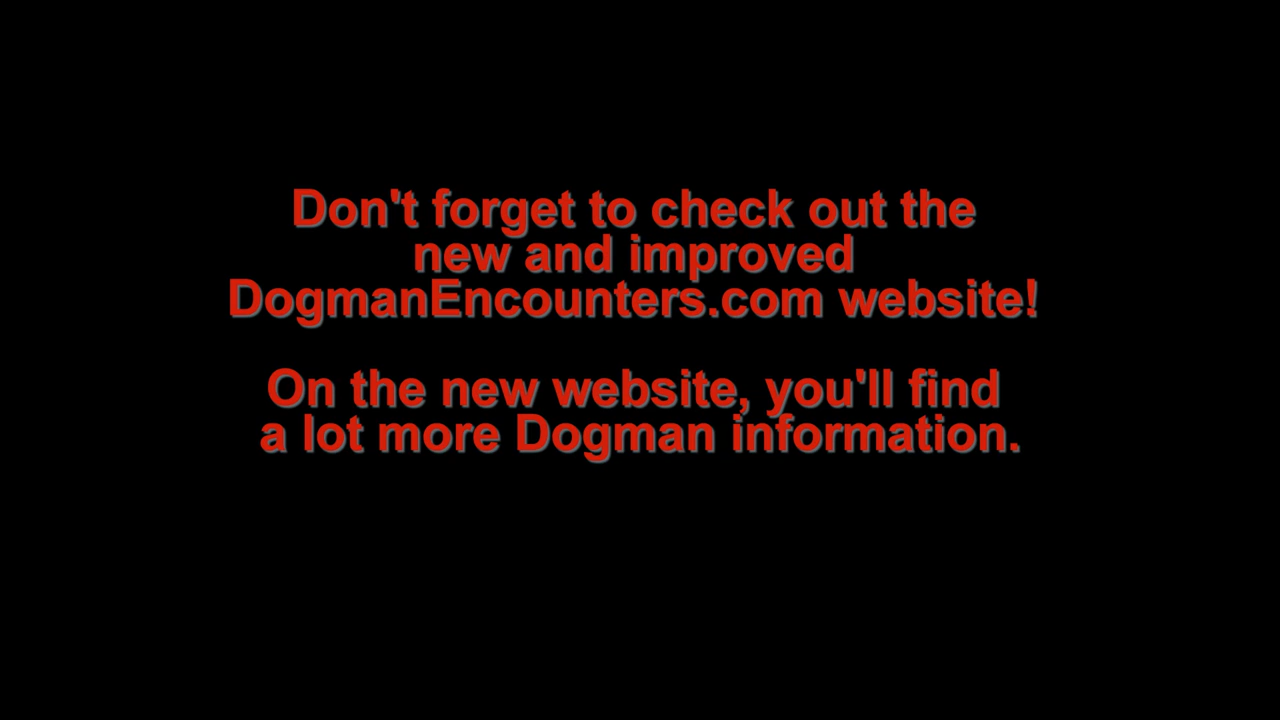 Don't forget to check out the
new and improved
DogmanEncounters.com website!
On the new website, you'll find
a lot more Dogman information.